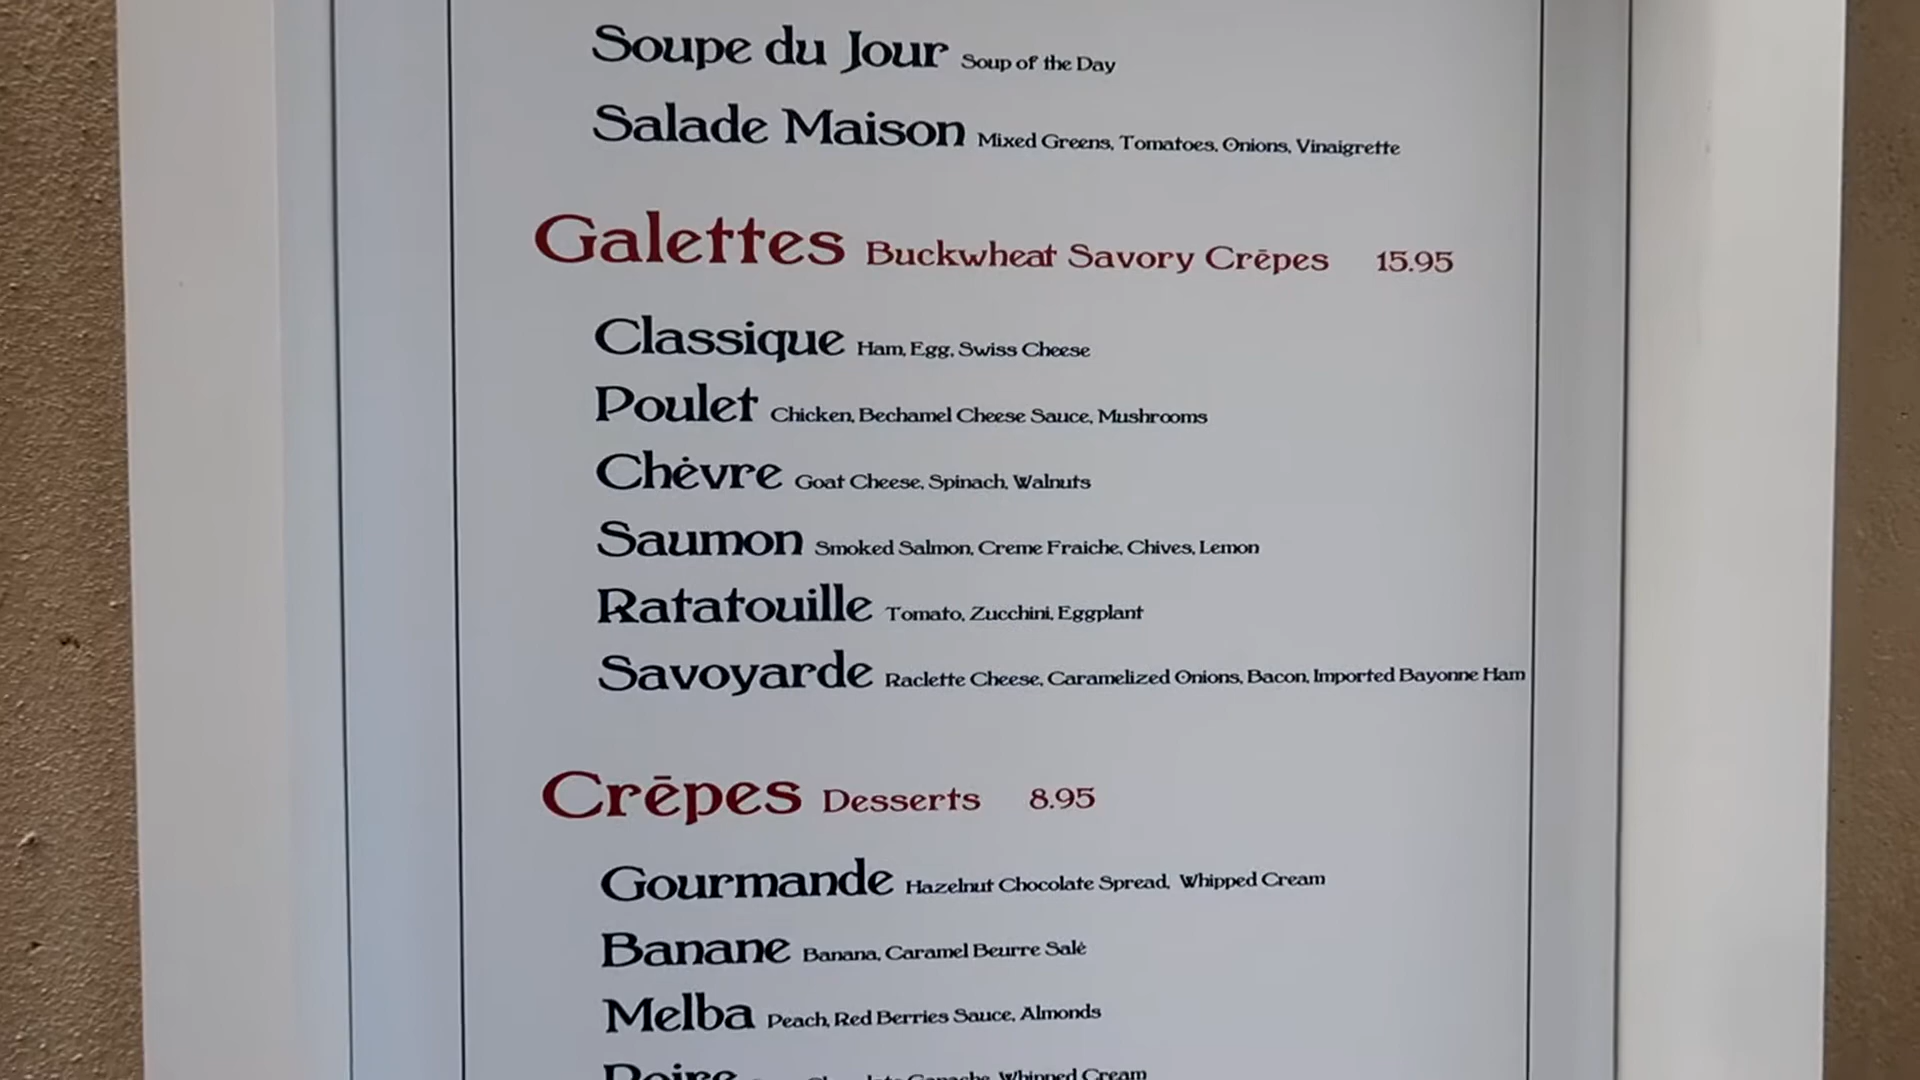 Soupe du Jour Soup of the Day
Salade Maison Mixed Greens, Tomatoes, Onions, Vinaigrette
Galettes Buckwheat Savory Crēpes 15.95
Classique Ham, Egg, Swiss Cheese
Poulet Chicken, Bechamel Cheese Sauce, Mushrooms
Chèvre Goat Cheese, Spinach, Walnuts
Saumon Smoked Salmon, Creme Fraiche, Chives, Lemon
Ratatouille Tomato, Zucchini, Eggplant
Savoyarde Raclette Cheese, Caramelized Onions, Bacon, Imported Bayonne Ham
Crēpes Desserts 8.95
Gourmande Hazelnut Chocolate Spread, Whipped Cream
Banane Banana, Caramel Beurre Salé
Melba Peach, Red Berries Sauce, Almonds
Poire Chocolate Ganache, Whipped Cream